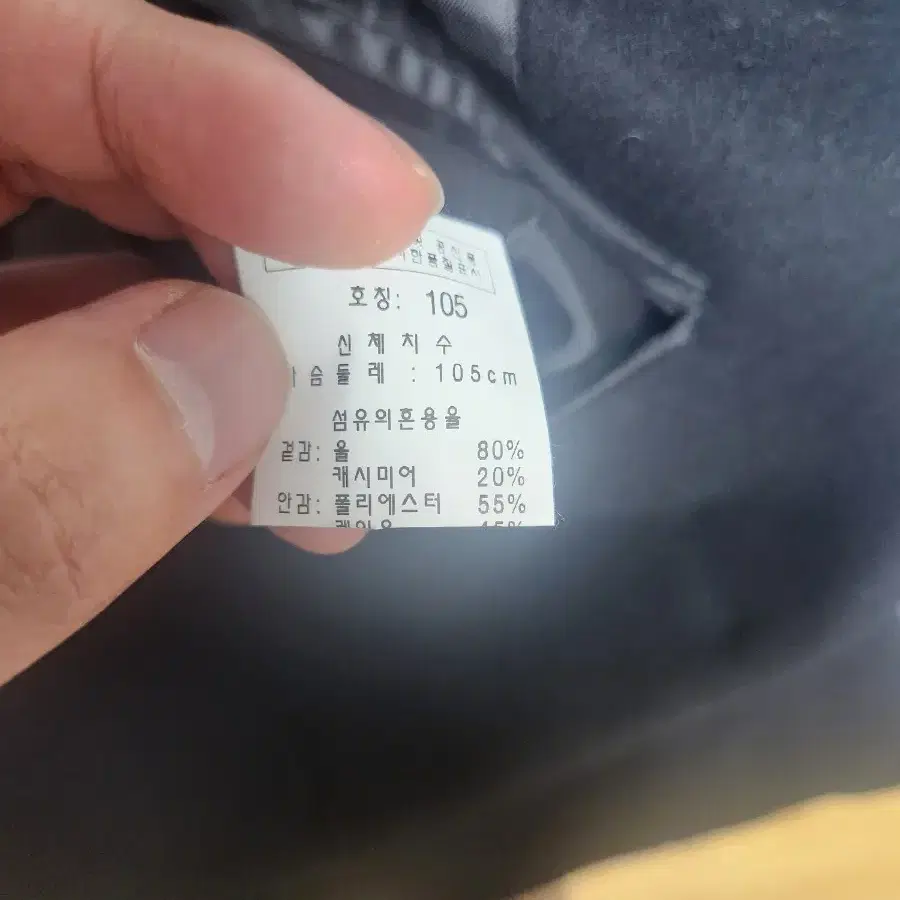 호칭: 105
신체치수
슴둘레 : 105cm
섬유의혼용율
겉감: 울 80%
캐시미어 20%
안감: 폴리에스터 55%